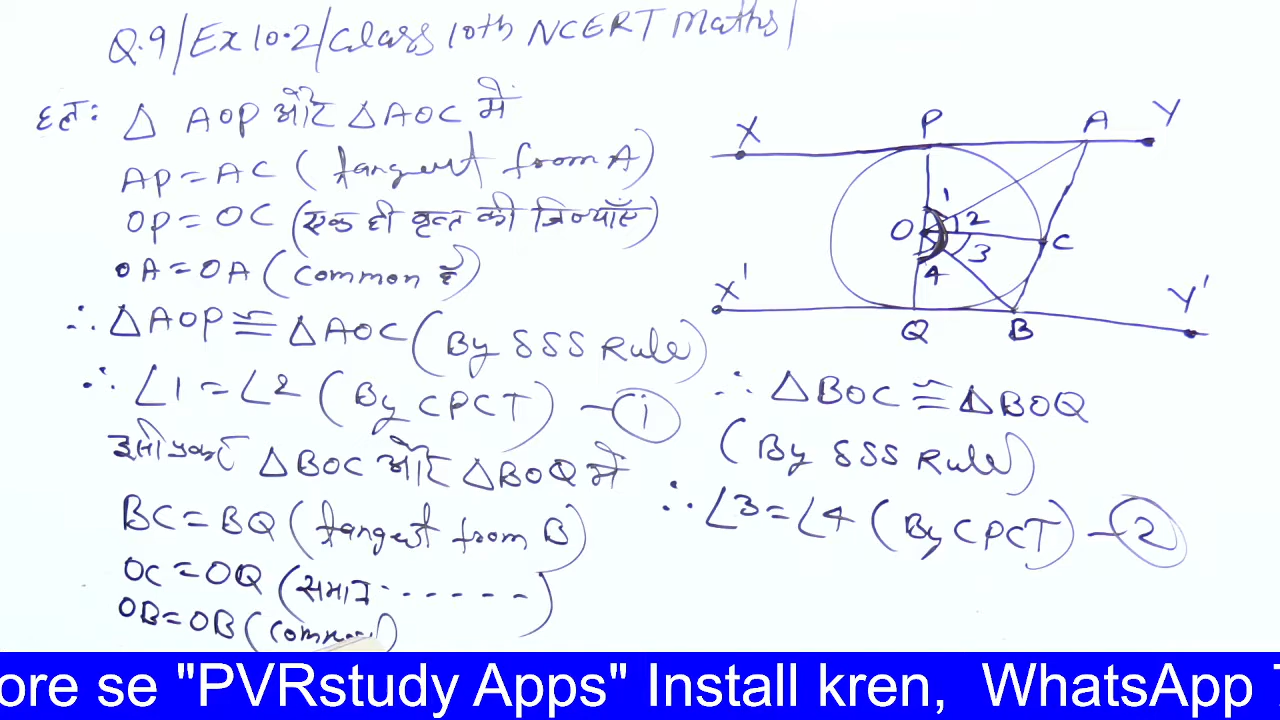 Q.9/Ex 10.2/Class 10th NCERT Maths/
हल: △ AOP और △AOC में
AP = AC (tangent from A)
OP = OC (एक ही वृत्त की त्रिज्याएँ)
OA = OA (common है)
∴ △AOP ≅ △AOC (By SSS Rule)
∴ ∠1 = ∠2 (By CPCT) — ①
इसी प्रकार △BOC और △BOQ में
BC = BQ (tangent from B)
OC = OQ (समान ------)
OB = OB (common)
X P A Y
1
O 2
3 C
4
X' Q B Y'
∴ △BOC ≅ △BOQ
(By SSS Rule)
∴ ∠3 = ∠4 (By CPCT) — ②
ore se "PVRstudy Apps" Install kren, WhatsApp